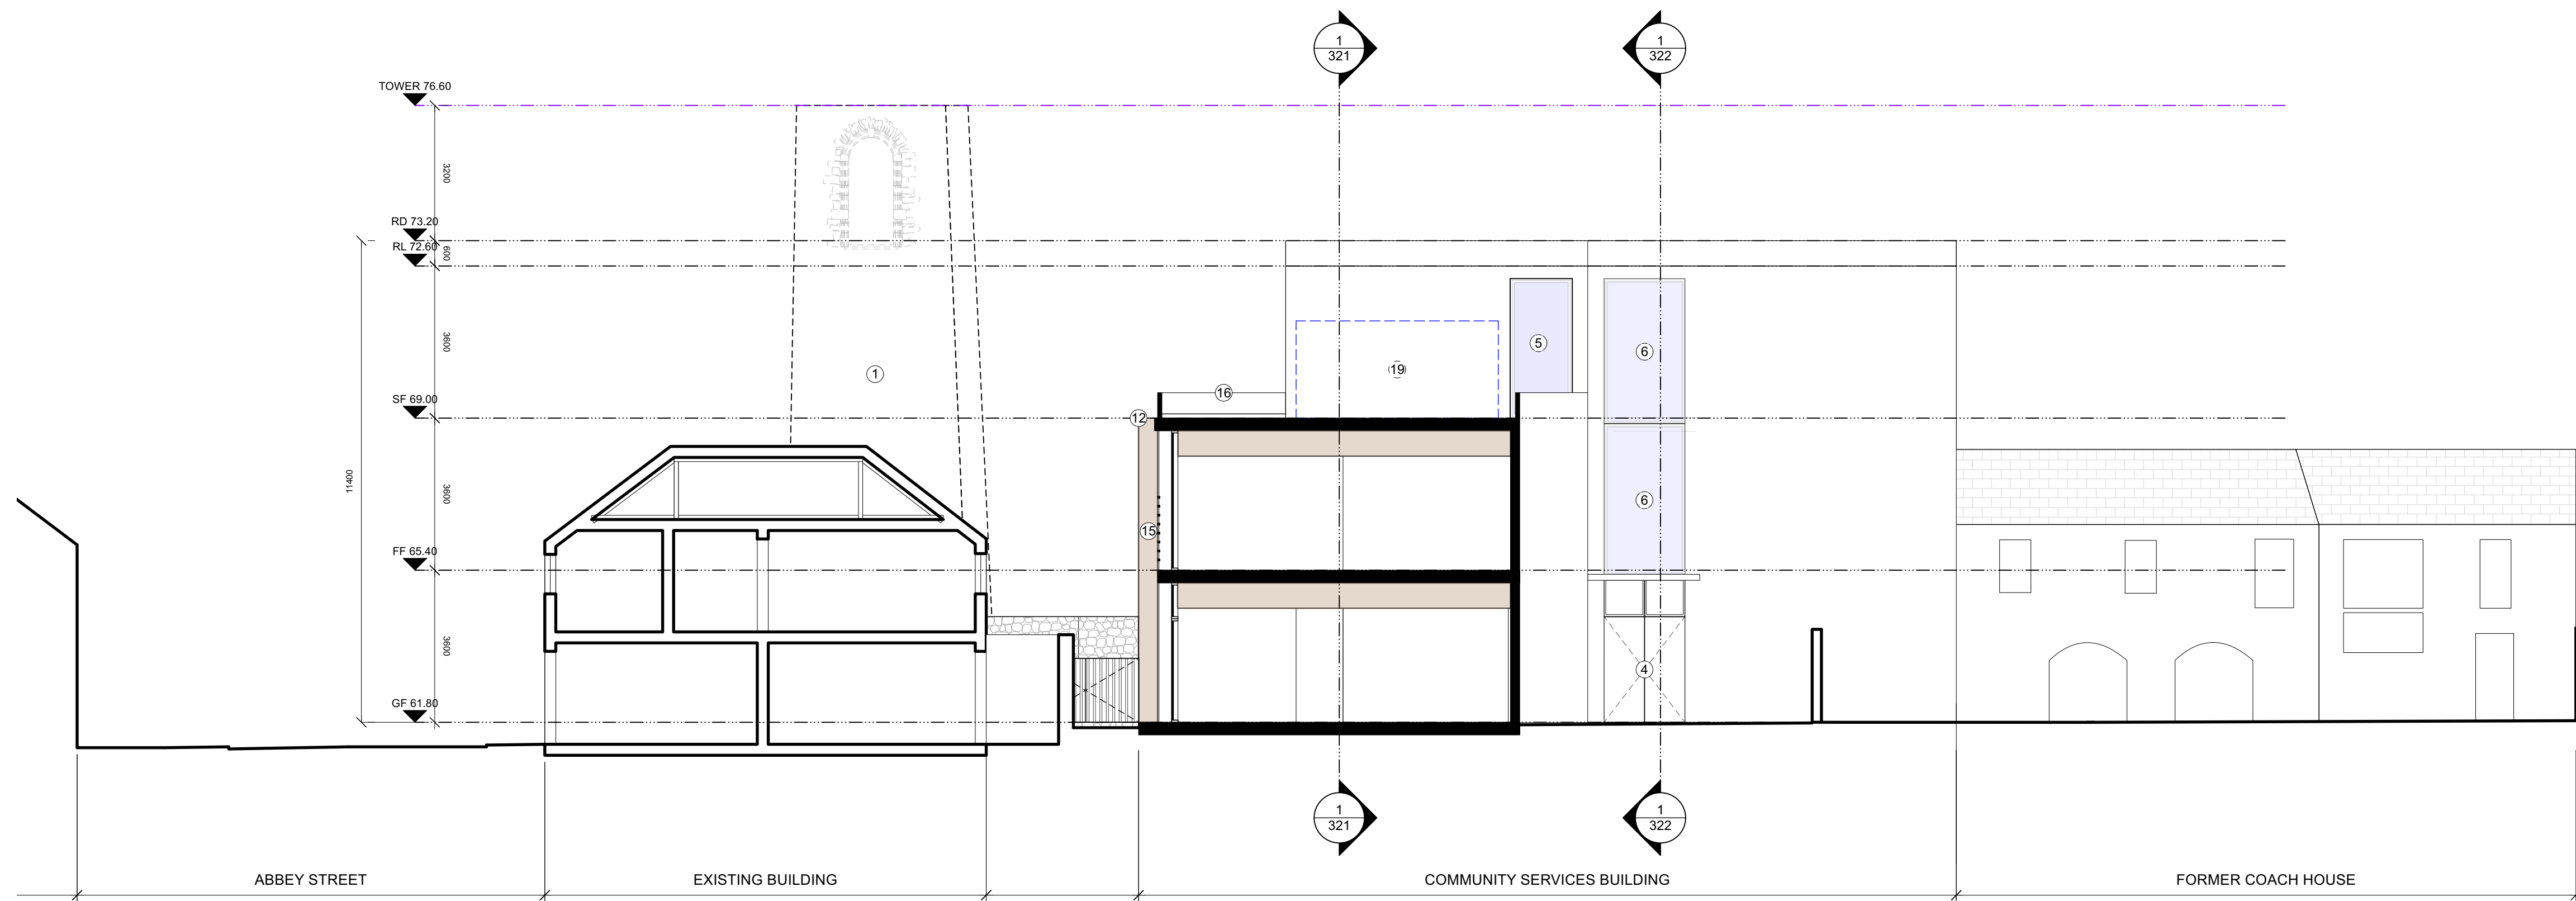 1
321
1
322
TOWER 76.60
3200
RD 73.20
600
RL 72.60
3600
5
6
1
19
16
SF 69.00
12
11400
3600
6
15
FF 65.40
3600
4
GF 61.80
1
321
1
322
ABBEY STREET
EXISTING BUILDING
COMMUNITY SERVICES BUILDING
FORMER COACH HOUSE